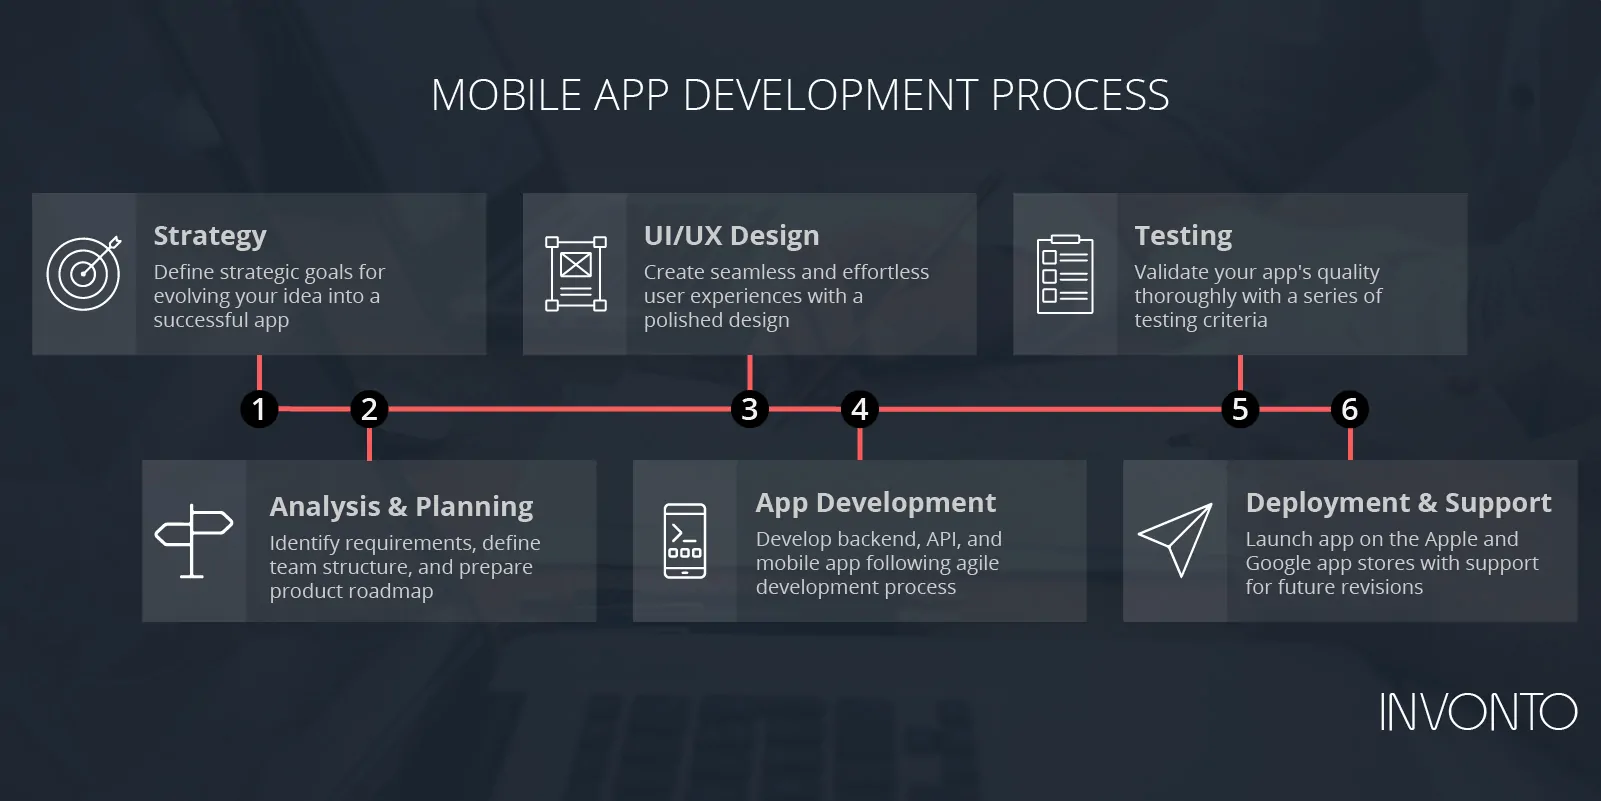 MOBILE APP DEVELOPMENT PROCESS
Strategy
Define strategic goals for
evolving your idea into a
successful app
UI/UX Design
Create seamless and effortless
user experiences with a
polished design
Testing
Validate your app's quality
thoroughly with a series of
testing criteria
1 2 3 4 5 6
Analysis & Planning
Identify requirements, define
team structure, and prepare
product roadmap
App Development
Develop backend, API, and
mobile app following agile
development process
Deployment & Support
Launch app on the Apple and
Google app stores with support
for future revisions
INVONTO